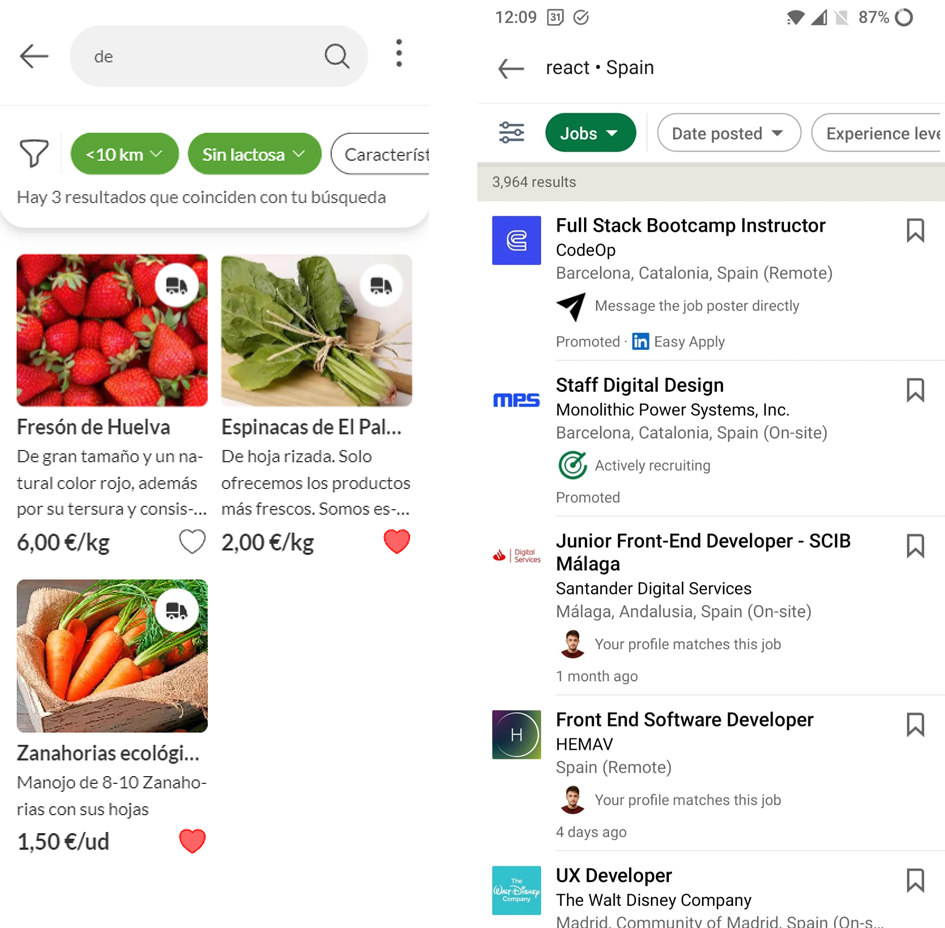 de
<10 km
Sin lactosa
Característ
Hay 3 resultados que coinciden con tu búsqueda
Fresón de Huelva
De gran tamaño y un na-
tural color rojo, además
por su tersura y consis-...
6,00 €/kg
Espinacas de El Pal...
De hoja rizada. Solo
ofrecemos los productos
más frescos. Somos es-...
2,00 €/kg
Zanahorias ecológi...
Manojo de 8-10 Zanaho-
rias con sus hojas
1,50 €/ud
12:09
31
87%
react • Spain
Jobs
Date posted
Experience leve
3,964 results
Full Stack Bootcamp Instructor
CodeOp
Barcelona, Catalonia, Spain (Remote)
Message the job poster directly
Promoted · in Easy Apply
mps
Staff Digital Design
Monolithic Power Systems, Inc.
Barcelona, Catalonia, Spain (On-site)
Actively recruiting
Promoted
Digital
Services
Junior Front-End Developer - SCIB
Málaga
Santander Digital Services
Málaga, Andalusia, Spain (On-site)
Your profile matches this job
1 month ago
H
Front End Software Developer
HEMAV
Spain (Remote)
Your profile matches this job
4 days ago
The
Walt Disney
Company
UX Developer
The Walt Disney Company
Madrid, Community of Madrid, Spain (On-s...